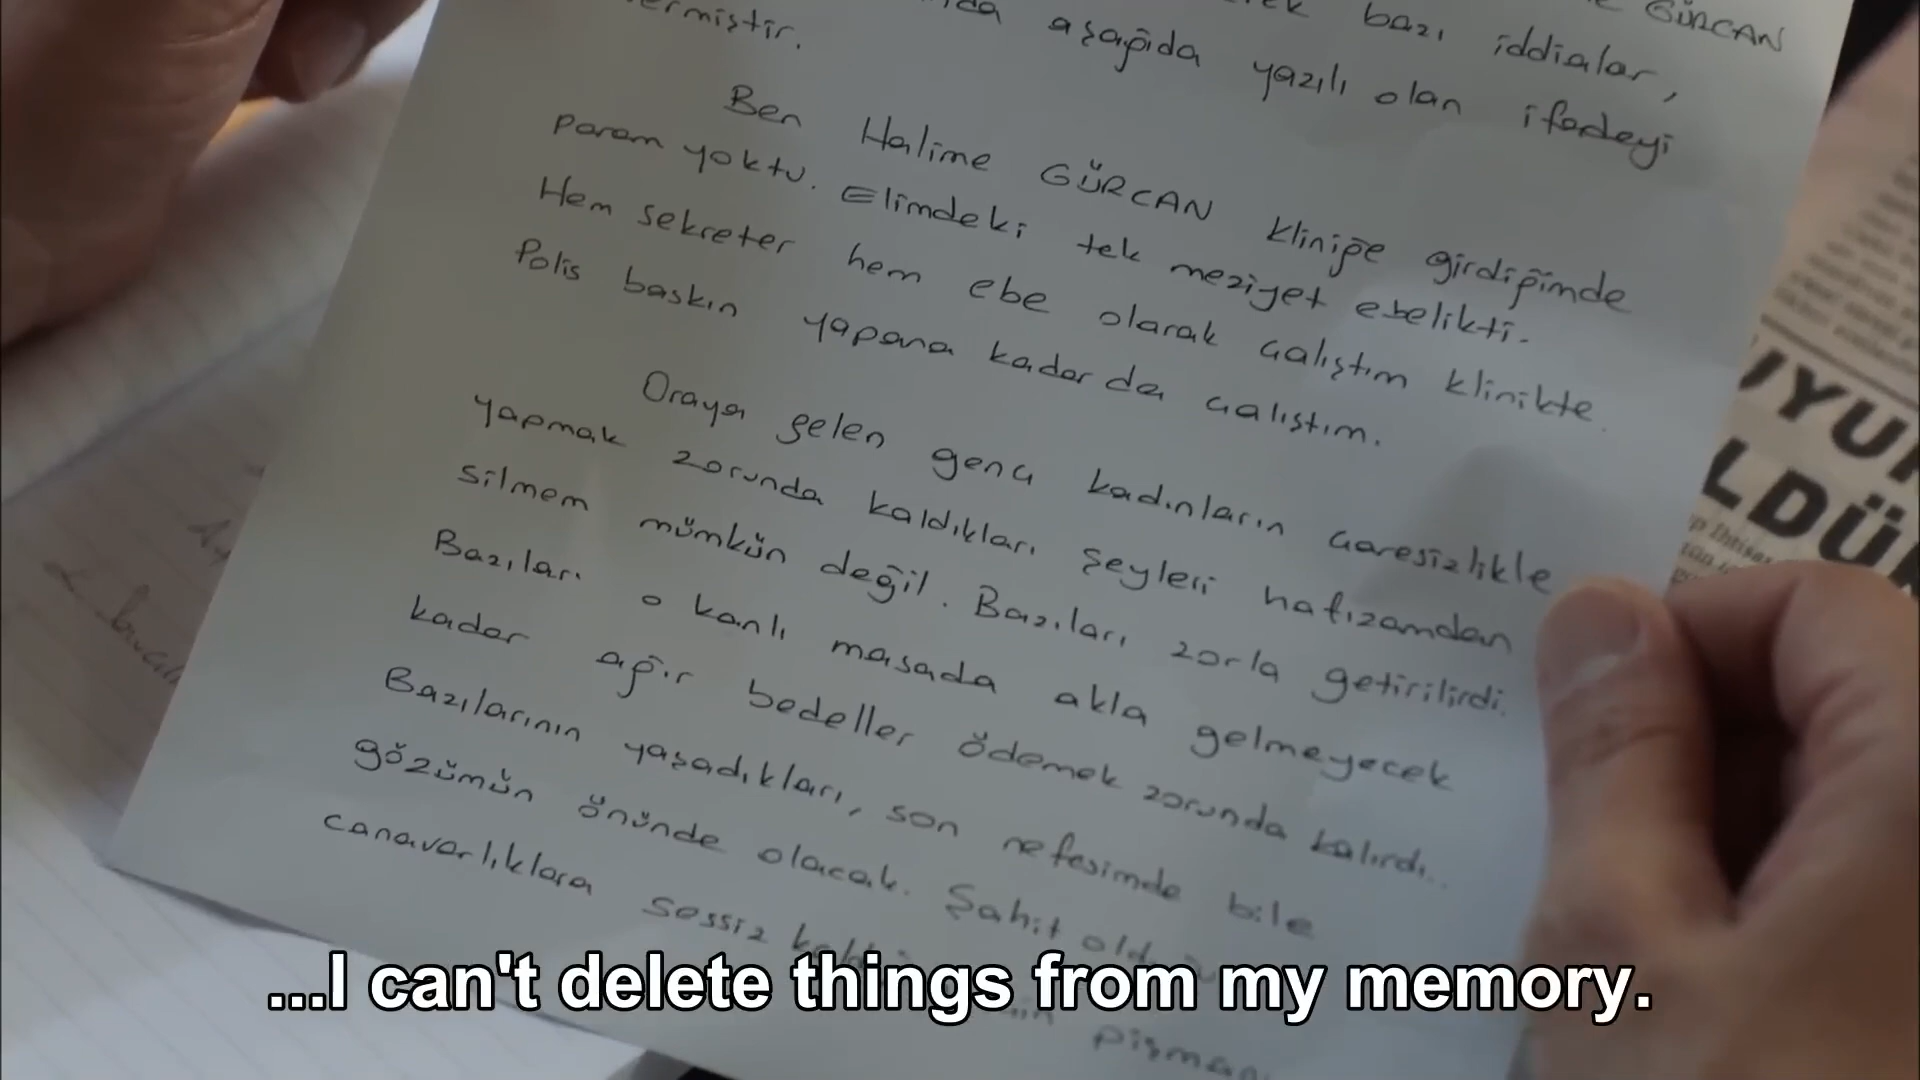 GÜRCAN
bazı iddialar,
aşağıda yazılı olan ifadeyi
Ben Halime GÜRCAN kliniğe girdiğimde
param yoktu. Elimdeki tek meziyet ebelikti.
Hem sekreter hem ebe olarak çalıştım klinikte.
Polis baskın yapana kadar da çalıştım.
Oraya gelen genç kadınların çaresizlikle
yapmak zorunda kaldıkları şeyleri hafızamdan
silmem mümkün değil. Bazıları zorla getirilirdi.
Bazıları o kanlı masada akla gelmeyecek
kadar ağır bedeller ödemek zorunda kalırdı..
Bazılarının yaşadıkları, son nefesimde bile
gözümün önünde olacak. Şahit
canavarlıklara sessiz
...I can't delete things from my memory.